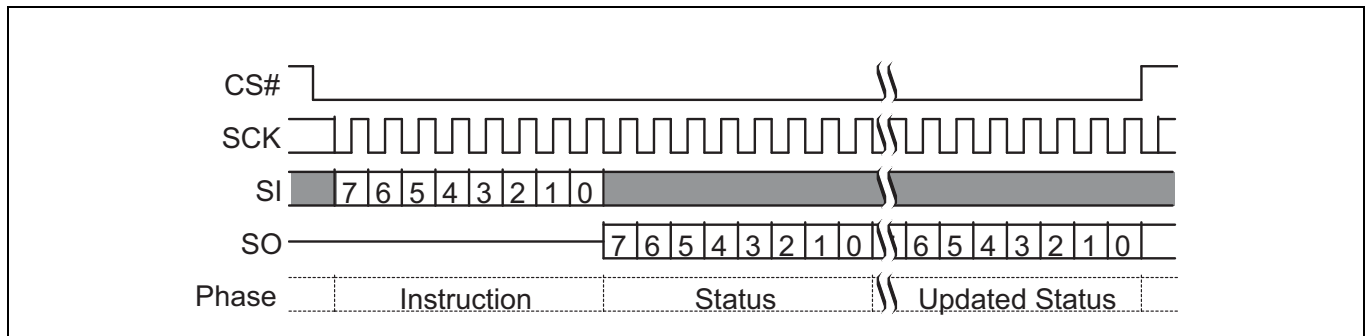 CS#
SCK
SI 7 6 5 4 3 2 1 0
SO 7 6 5 4 3 2 1 0 6 5 4 3 2 1 0
Phase Instruction Status Updated Status